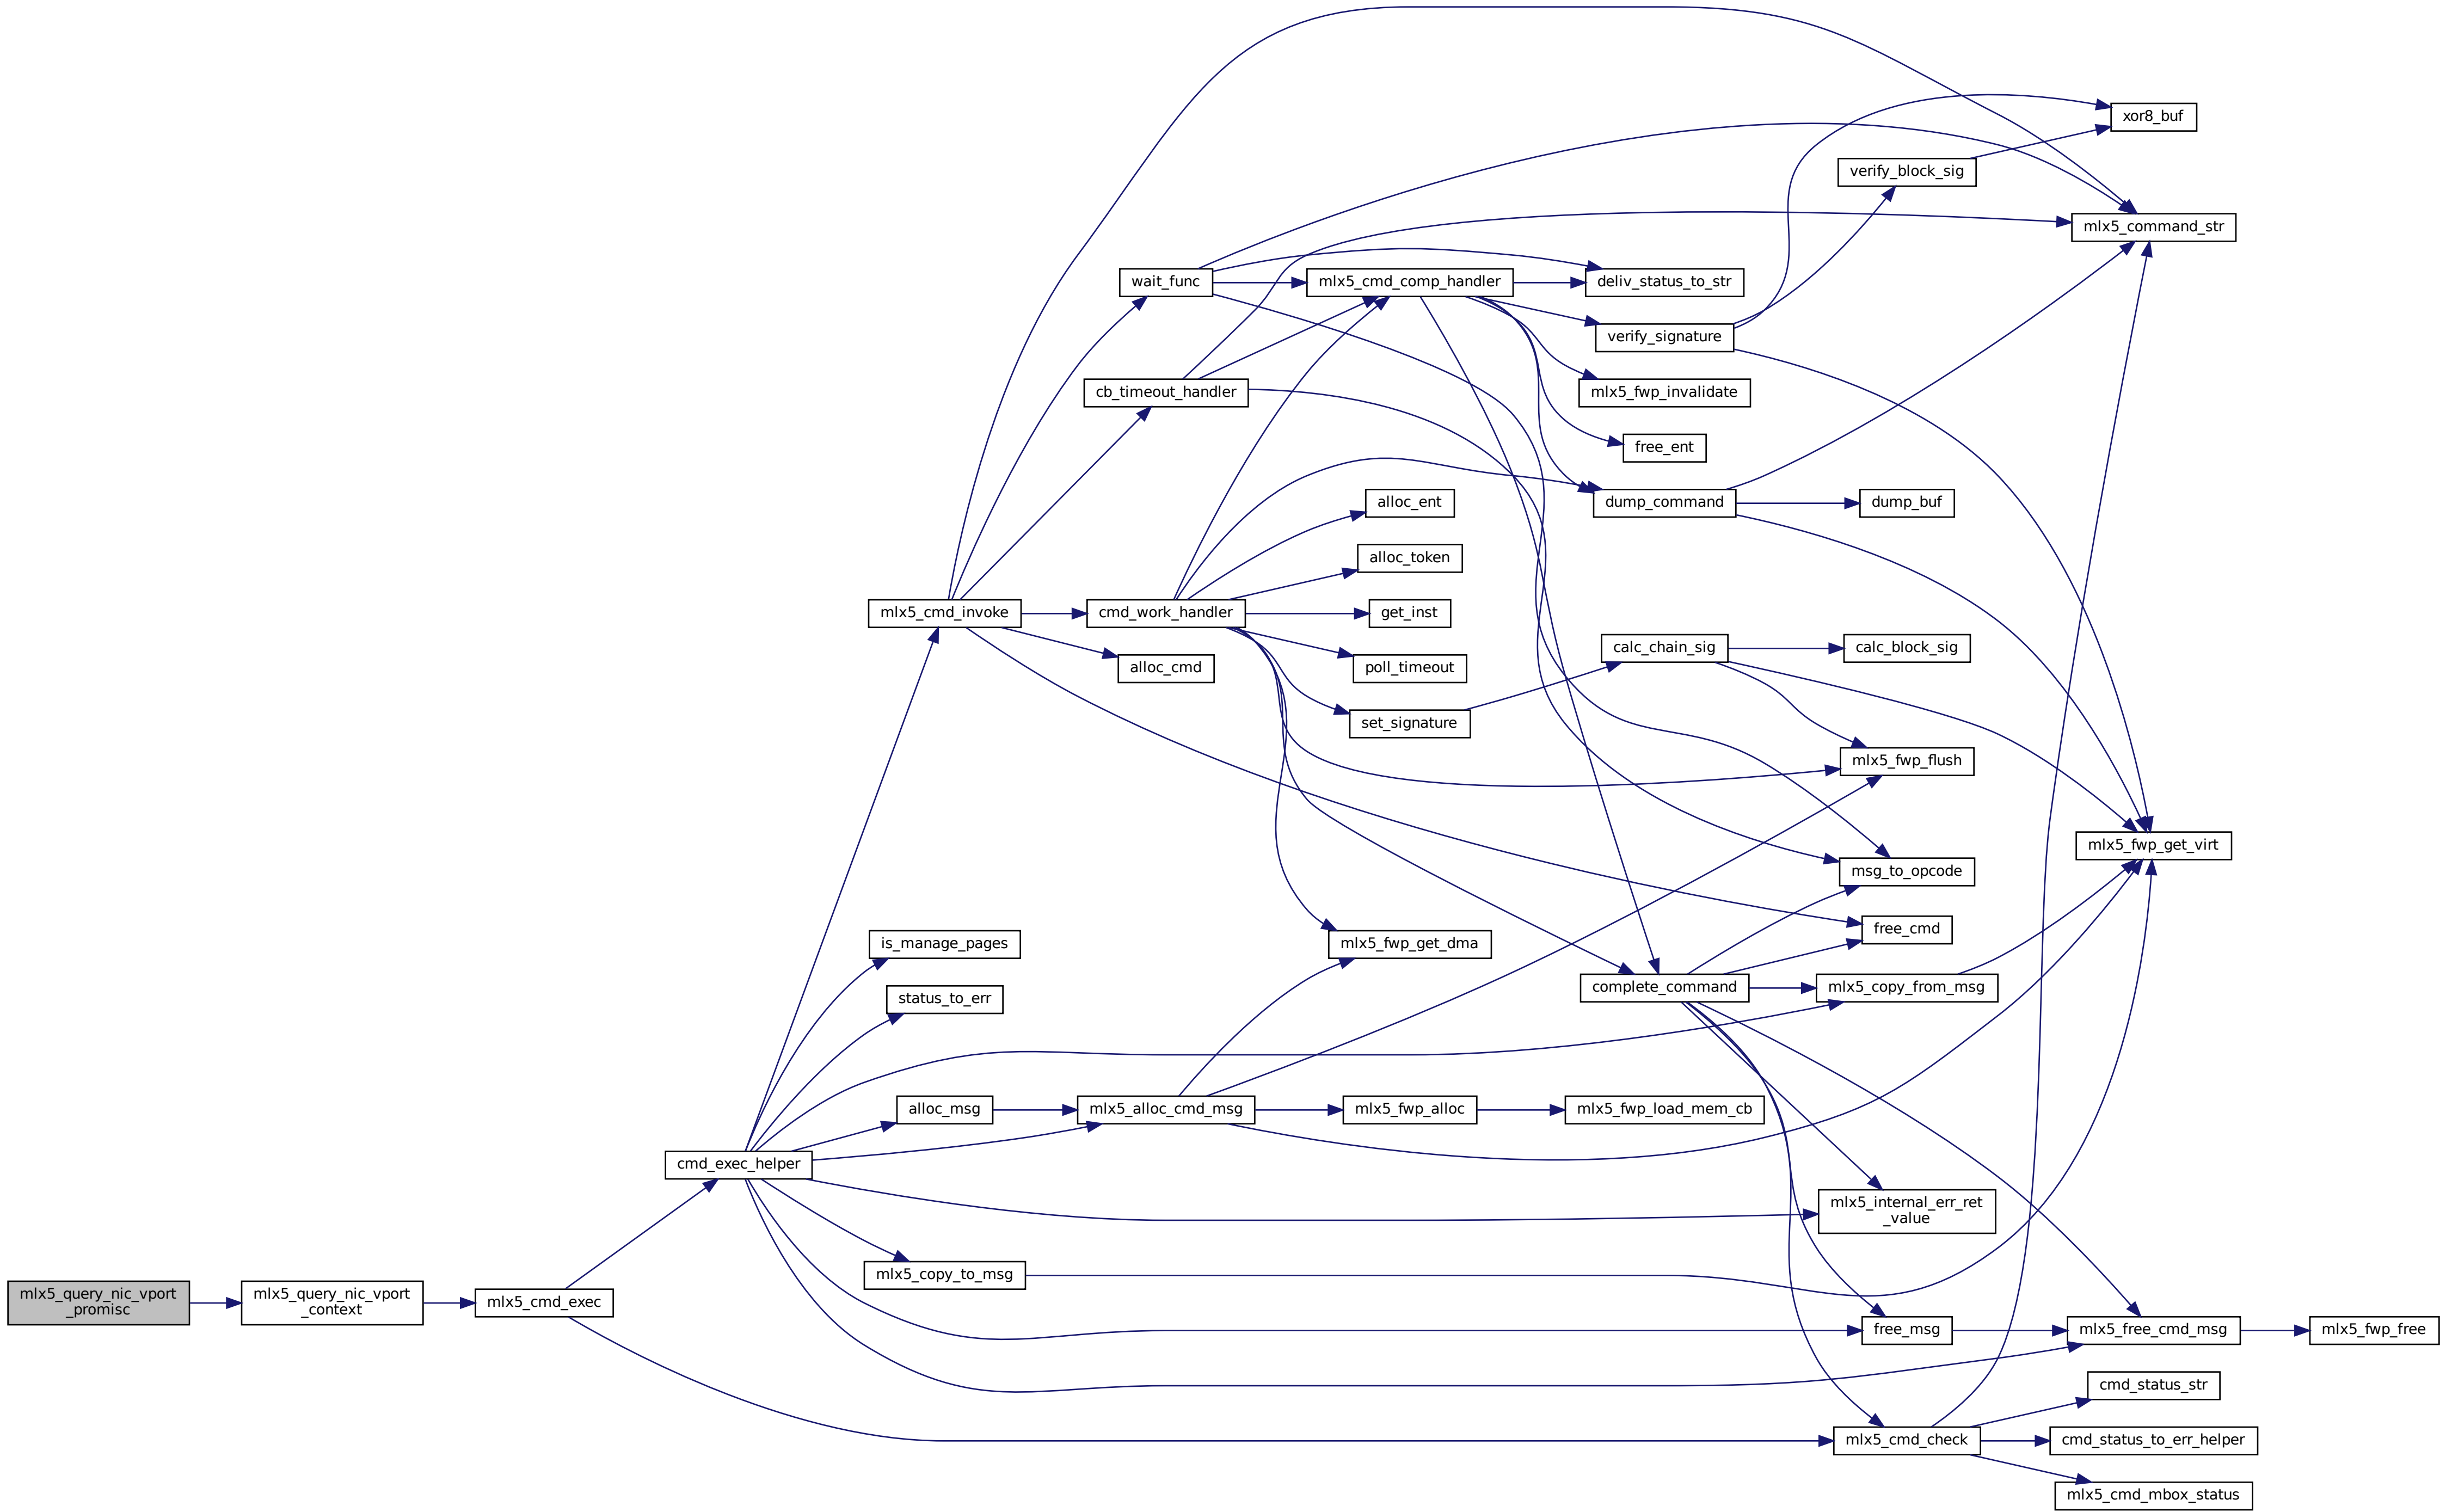 mlx5_query_nic_vport
_promisc
mlx5_query_nic_vport
_context
mlx5_cmd_exec
cmd_exec_helper
mlx5_cmd_invoke
is_manage_pages
status_to_err
alloc_msg
mlx5_copy_to_msg
wait_func
cb_timeout_handler
cmd_work_handler
alloc_cmd
mlx5_alloc_cmd_msg
mlx5_cmd_comp_handler
alloc_ent
alloc_token
get_inst
poll_timeout
set_signature
mlx5_fwp_get_dma
mlx5_fwp_alloc
deliv_status_to_str
verify_signature
mlx5_fwp_invalidate
free_ent
dump_command
calc_chain_sig
complete_command
mlx5_fwp_load_mem_cb
verify_block_sig
dump_buf
calc_block_sig
mlx5_fwp_flush
msg_to_opcode
free_cmd
mlx5_copy_from_msg
mlx5_internal_err_ret
_value
free_msg
mlx5_cmd_check
xor8_buf
mlx5_command_str
mlx5_fwp_get_virt
mlx5_free_cmd_msg
cmd_status_str
cmd_status_to_err_helper
mlx5_cmd_mbox_status
mlx5_fwp_free